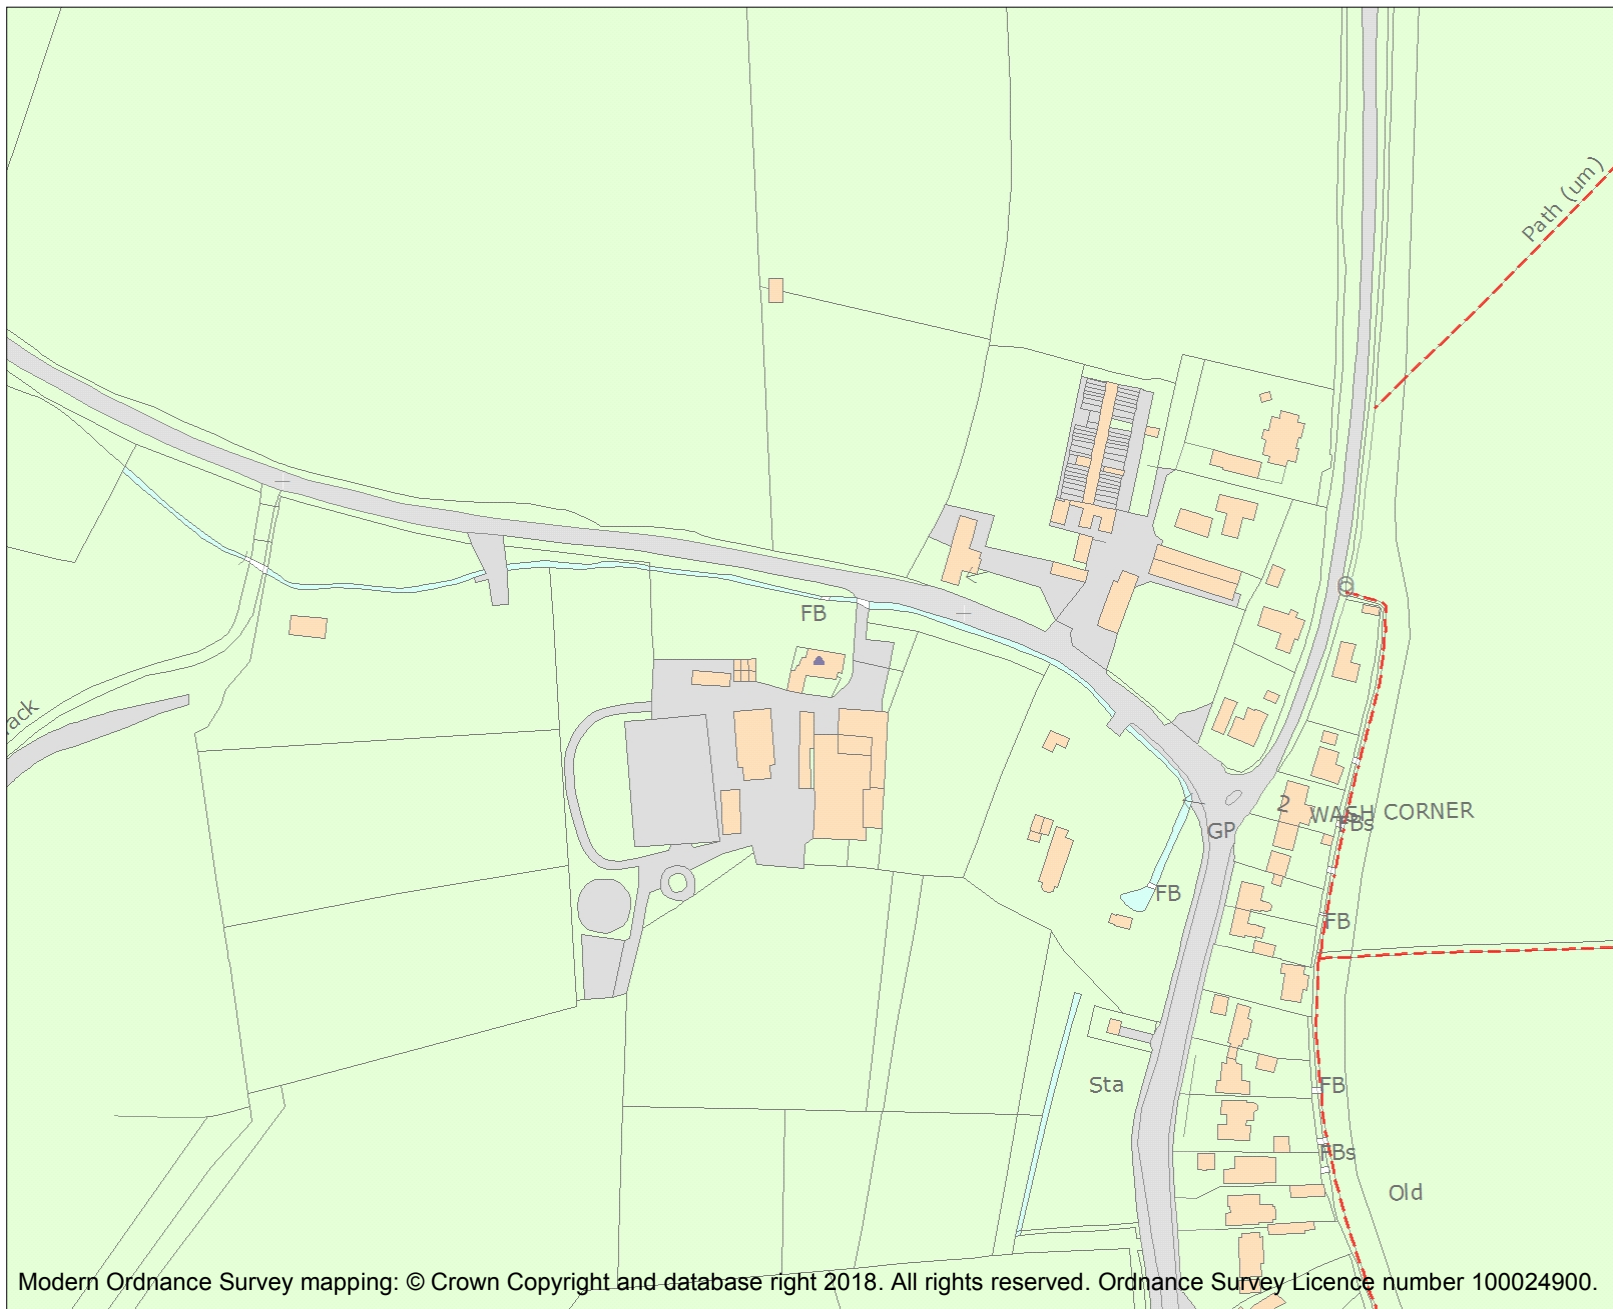 Path (um)
FB
ack
2
WASH CORNER
GP
FBs
FB
FB
Sta
FB
FBs
Old
Modern Ordnance Survey mapping: © Crown Copyright and database right 2018. All rights reserved. Ordnance Survey Licence number 100024900.